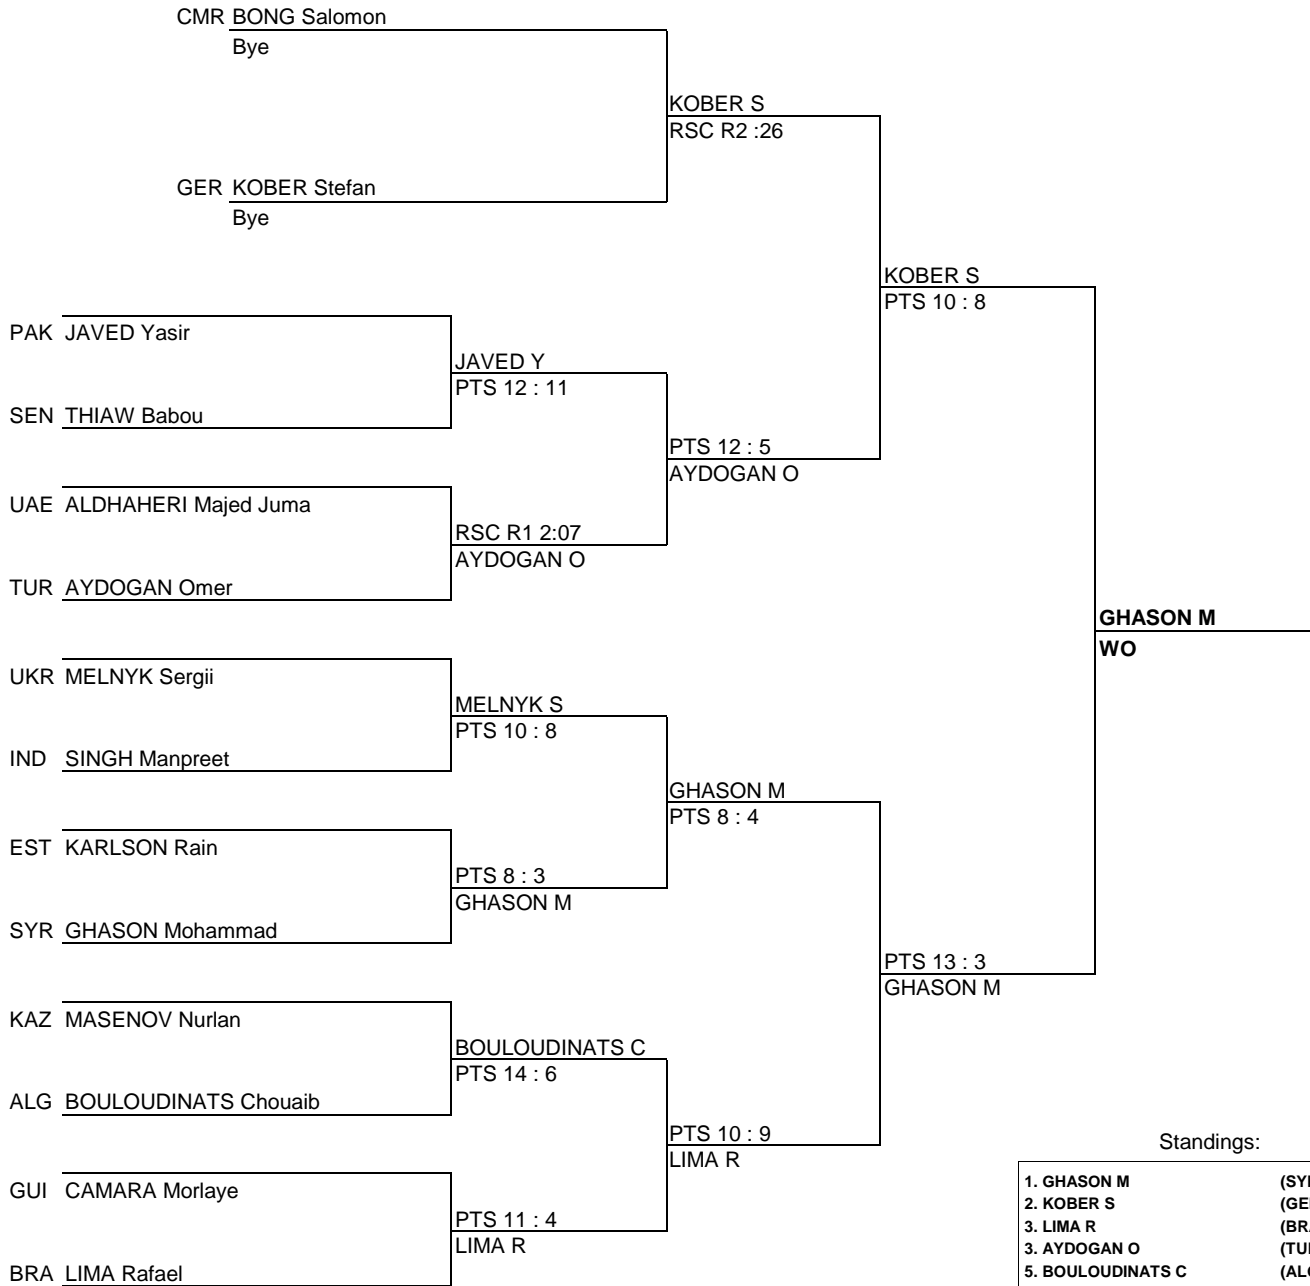 CMR BONG Salomon
Bye
KOBER S
RSC R2 :26
GER KOBER Stefan
Bye
KOBER S
PTS 10 : 8
PAK JAVED Yasir
JAVED Y
PTS 12 : 11
SEN THIAW Babou
PTS 12 : 5
AYDOGAN O
UAE ALDHAHERI Majed Juma
RSC R1 2:07
AYDOGAN O
TUR AYDOGAN Omer
GHASON M
WO
UKR MELNYK Sergii
MELNYK S
PTS 10 : 8
IND SINGH Manpreet
GHASON M
PTS 8 : 4
EST KARLSON Rain
PTS 8 : 3
GHASON M
SYR GHASON Mohammad
PTS 13 : 3
GHASON M
KAZ MASENOV Nurlan
BOULOUDINATS C
PTS 14 : 6
ALG BOULOUDINATS Chouaib
PTS 10 : 9
LIMA R
GUI CAMARA Morlaye
PTS 11 : 4
LIMA R
BRA LIMA Rafael
Standings:
1. GHASON M
2. KOBER S
3. LIMA R
3. AYDOGAN O
5. BOULOUDINATS C